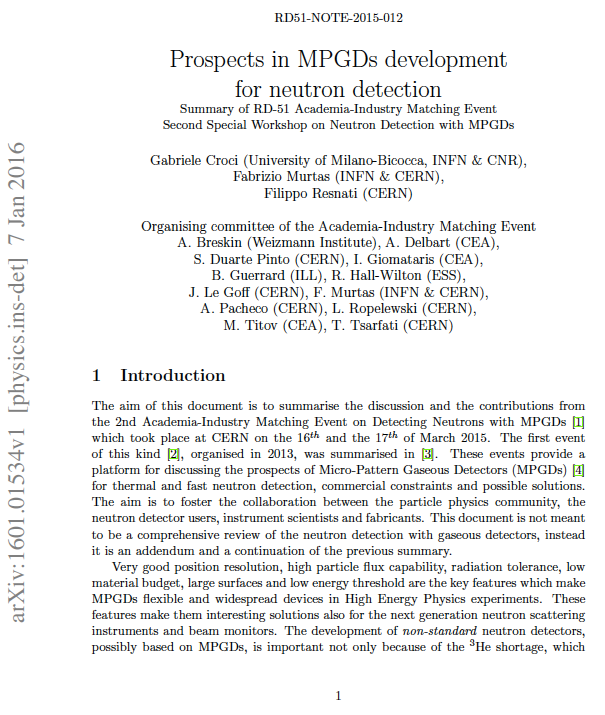 RD51-NOTE-2015-012
Prospects in MPGDs development
for neutron detection
Summary of RD-51 Academia-Industry Matching Event
Second Special Workshop on Neutron Detection with MPGDs
Gabriele Croci (University of Milano-Bicocca, INFN & CNR),
Fabrizio Murtas (INFN & CERN),
Filippo Resnati (CERN)
Organising committee of the Academia-Industry Matching Event
A. Breskin (Weizmann Institute), A. Delbart (CEA),
S. Duarte Pinto (CERN), I. Giomataris (CEA),
B. Guerrard (ILL), R. Hall-Wilton (ESS),
J. Le Goff (CERN), F. Murtas (INFN & CERN),
A. Pacheco (CERN), L. Ropelewski (CERN),
M. Titov (CEA), T. Tsarfati (CERN)
arXiv:1601.01534v1 [physics.ins-det] 7 Jan 2016
1 Introduction
The aim of this document is to summarise the discussion and the contributions from
the 2nd Academia-Industry Matching Event on Detecting Neutrons with MPGDs [1]
which took place at CERN on the 16th and the 17th of March 2015. The first event
of this kind [2], organised in 2013, was summarised in [3]. These events provide a
platform for discussing the prospects of Micro-Pattern Gaseous Detectors (MPGDs) [4]
for thermal and fast neutron detection, commercial constraints and possible solutions.
The aim is to foster the collaboration between the particle physics community, the
neutron detector users, instrument scientists and fabricants. This document is not meant
to be a comprehensive review of the neutron detection with gaseous detectors, instead
it is an addendum and a continuation of the previous summary.
Very good position resolution, high particle flux capability, radiation tolerance, low
material budget, large surfaces and low energy threshold are the key features which make
MPGDs flexible and widespread devices in High Energy Physics experiments. These
features make them interesting solutions also for the next generation neutron scattering
instruments and beam monitors. The development of non-standard neutron detectors,
possibly based on MPGDs, is important not only because of the ³He shortage, which
1